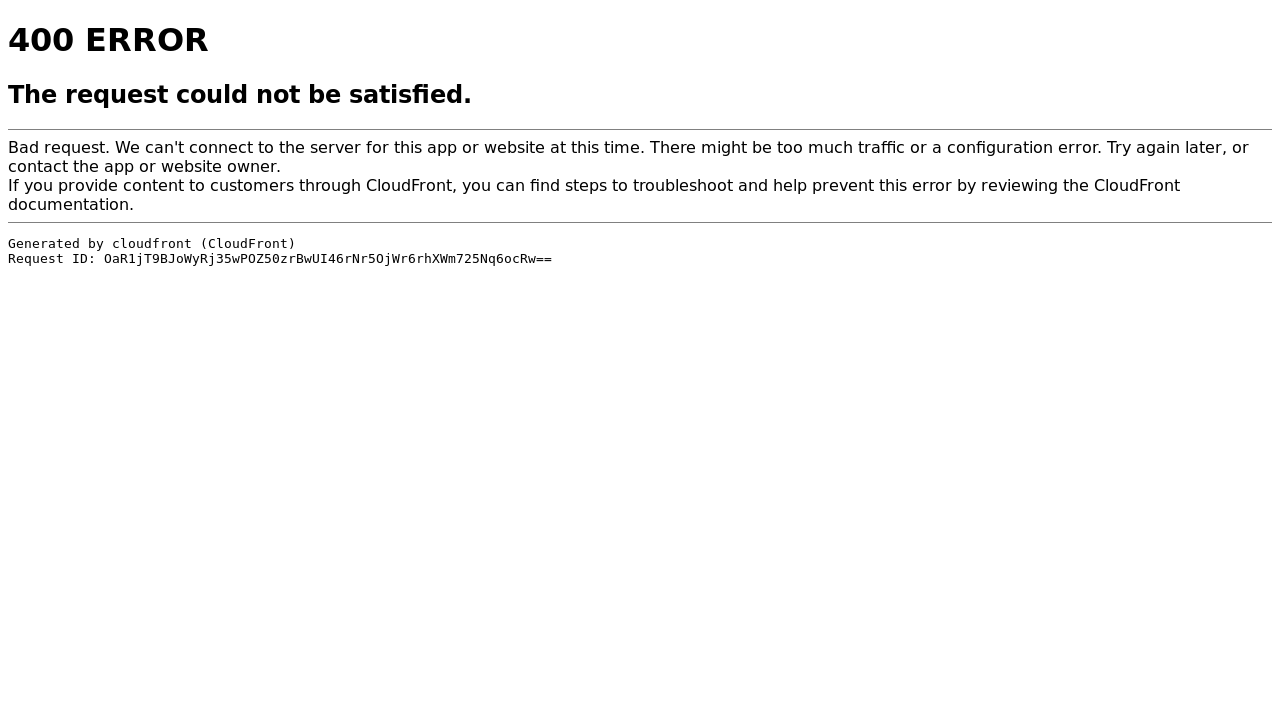 400 ERROR
The request could not be satisfied.
Bad request. We can't connect to the server for this app or website at this time. There might be too much traffic or a configuration error. Try again later, or
contact the app or website owner.
If you provide content to customers through CloudFront, you can find steps to troubleshoot and help prevent this error by reviewing the CloudFront
documentation.
Generated by cloudfront (CloudFront)
Request ID: OaR1jT9BJoWyRj35wPOZ50zrBwUI46rNr5OjWr6rhXWm725Nq6ocRw==